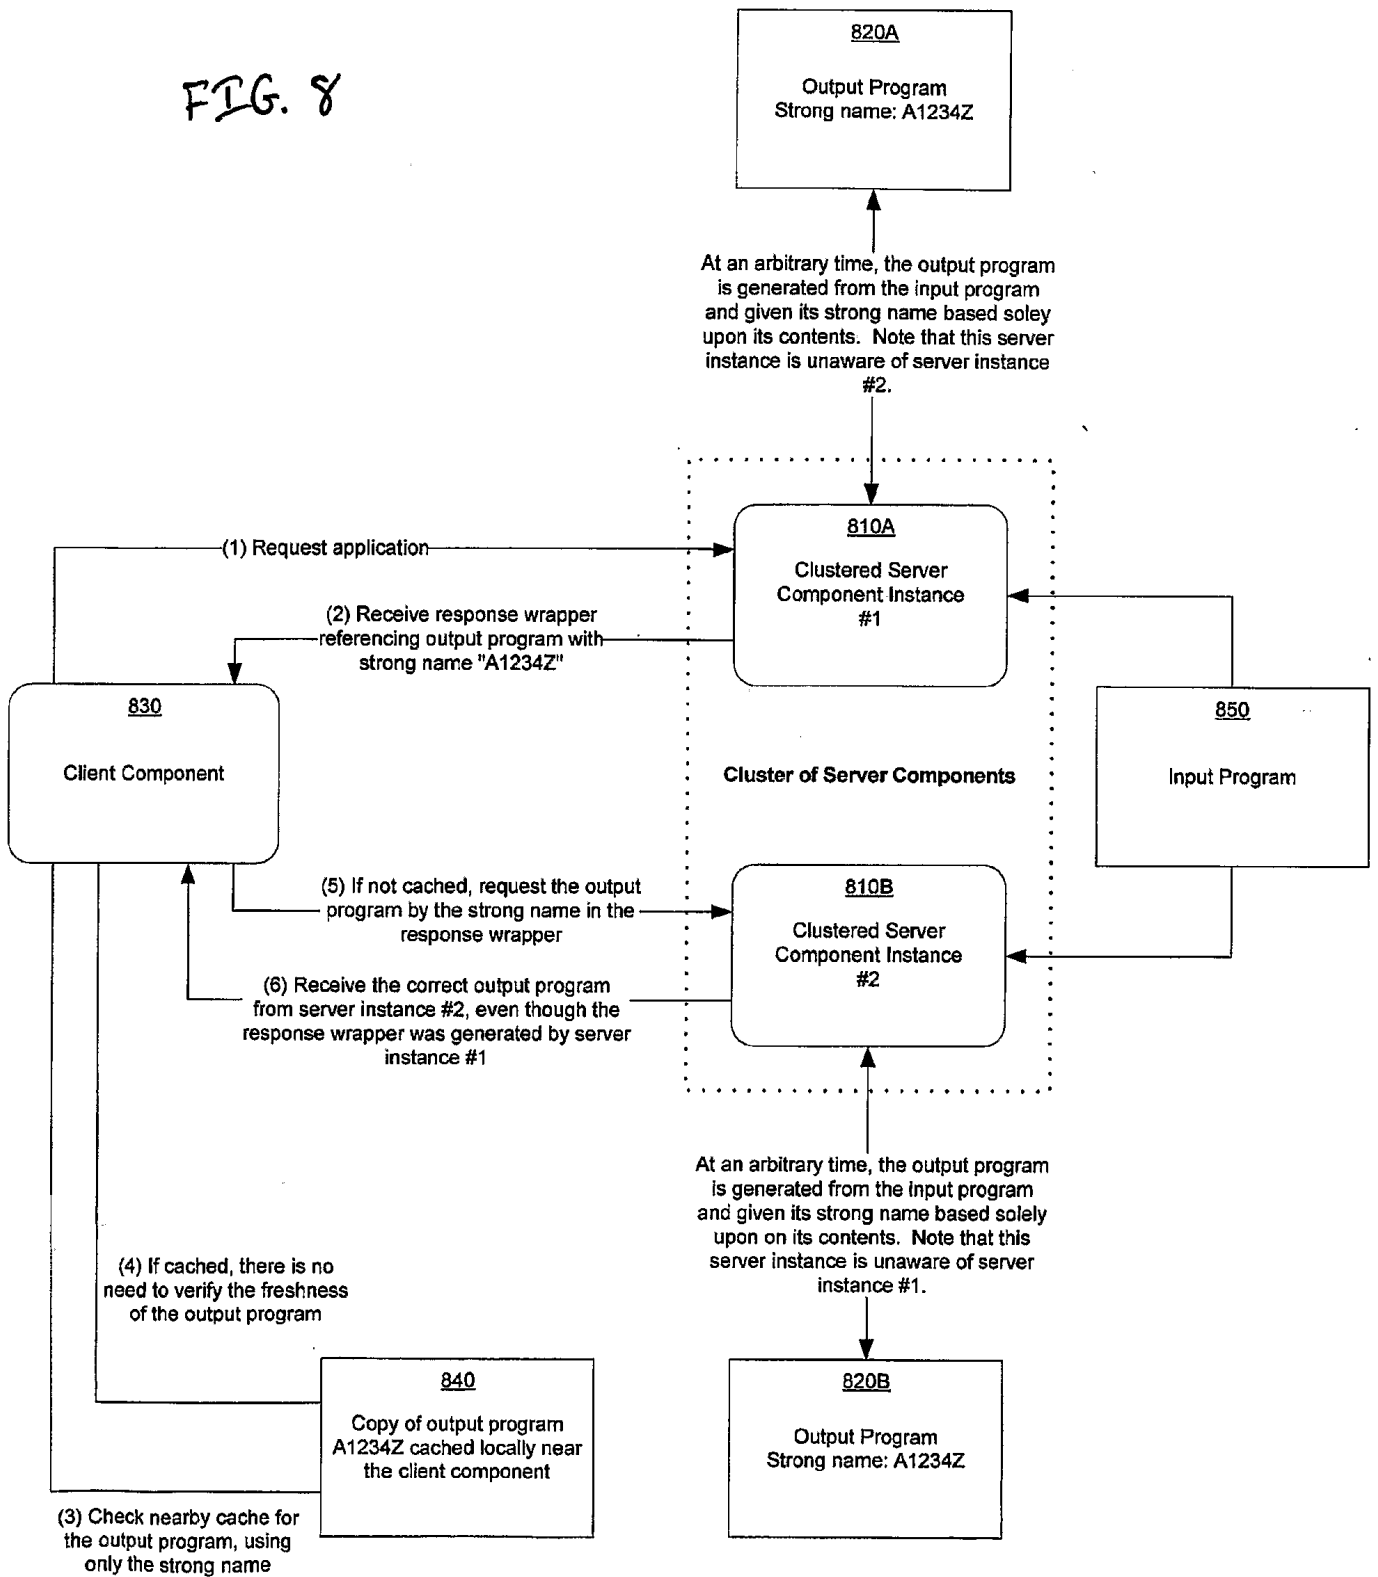 FIG. 8
820A
Output Program
Strong name: A1234Z
At an arbitrary time, the output program
is generated from the input program
and given its strong name based soley
upon its contents. Note that this server
instance is unaware of server instance
#2.
810A
Clustered Server
Component Instance
#1
(1) Request application
(2) Receive response wrapper
referencing output program with
strong name "A1234Z"
830
Client Component
850
Input Program
Cluster of Server Components
810B
Clustered Server
Component Instance
#2
(5) If not cached, request the output
program by the strong name in the
response wrapper
(6) Receive the correct output program
from server instance #2, even though the
response wrapper was generated by server
instance #1
At an arbitrary time, the output program
is generated from the input program
and given its strong name based solely
upon on its contents. Note that this
server instance is unaware of server
instance #1.
(4) If cached, there is no
need to verify the freshness
of the output program
840
Copy of output program
A1234Z cached locally near
the client component
820B
Output Program
Strong name: A1234Z
(3) Check nearby cache for
the output program, using
only the strong name